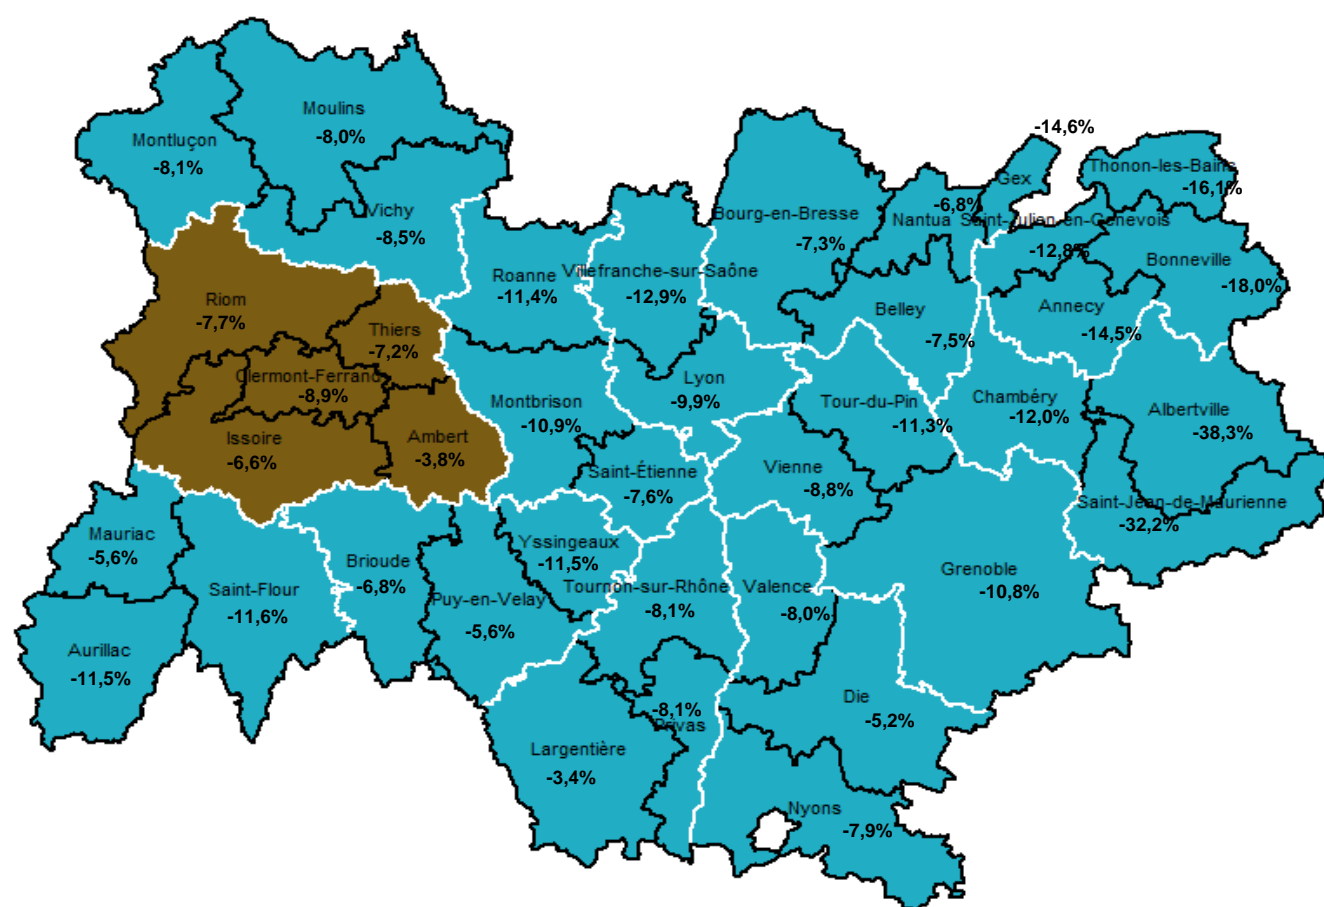 Moulins
-8,0%
Montluçon
-8,1%
Vichy
-8,5%
-14,6%
Gex
Thonon-les-Bains
-16,1%
Bourg-en-Bresse
-7,3%
-6,8%
Nantua
Saint-Julien-en-Genevois
-12,8%
Bonneville
-18,0%
Roanne
-11,4%
Villefranche-sur-Saône
-12,9%
Belley
-7,5%
Annecy
-14,5%
Riom
-7,7%
Thiers
-7,2%
Clermont-Ferrand
-8,9%
Lyon
-9,9%
Montbrison
-10,9%
Tour-du-Pin
-11,3%
Chambéry
-12,0%
Albertville
-38,3%
Issoire
-6,6%
Ambert
-3,8%
Saint-Étienne
-7,6%
Vienne
-8,8%
Saint-Jean-de-Maurienne
-32,2%
Mauriac
-5,6%
Saint-Flour
-11,6%
Brioude
-6,8%
Yssingeaux
-11,5%
Puy-en-Velay
-5,6%
Tournon-sur-Rhône
-8,1%
Valence
-8,0%
Grenoble
-10,8%
Aurillac
-11,5%
Die
-5,2%
-8,1%
Privas
Largentière
-3,4%
Nyons
-7,9%